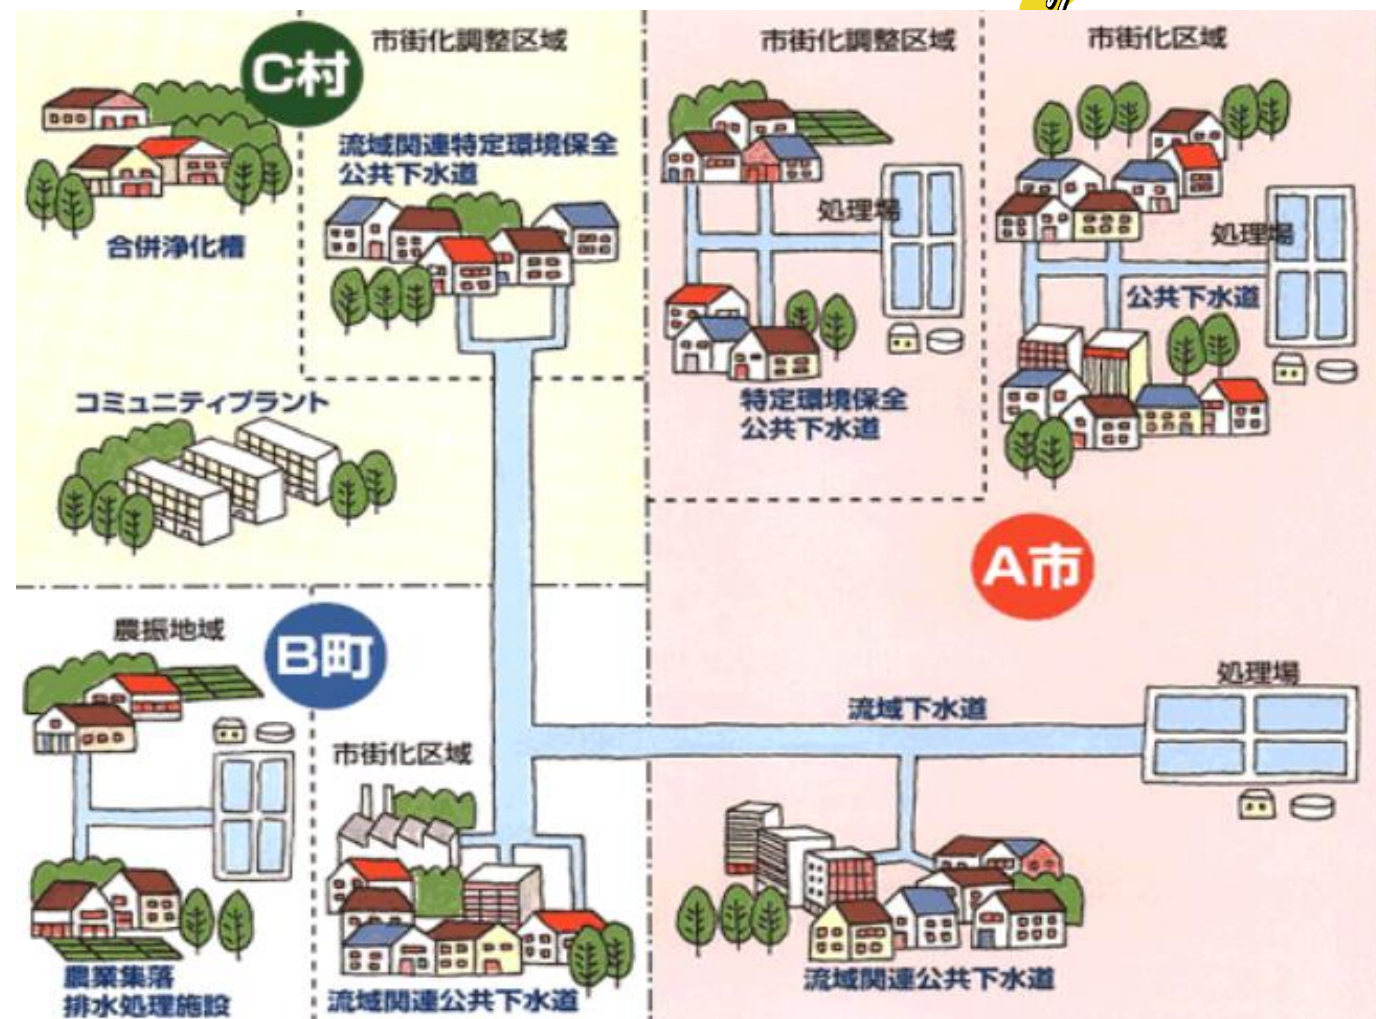 C村
市街化調整区域
流域関連特定環境保全
公共下水道
合併浄化槽
コミュニティプラント
市街化調整区域
処理場
特定環境保全
公共下水道
市街化区域
処理場
公共下水道
A市
農振地域
B町
市街化区域
農業集落
排水処理施設
流域関連公共下水道
流域下水道
処理場
流域関連公共下水道